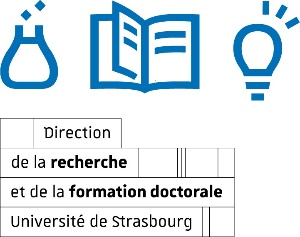 Direction
de la recherche
et de la formation doctorale
Université de Strasbourg